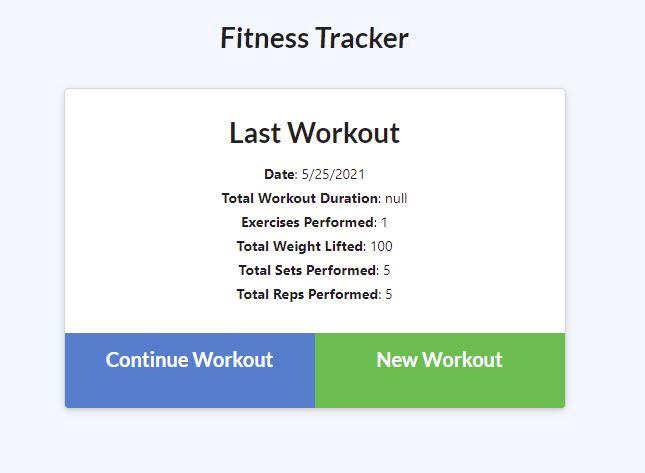 Fitness Tracker
Last Workout
Date: 5/25/2021
Total Workout Duration: null
Exercises Performed: 1
Total Weight Lifted: 100
Total Sets Performed: 5
Total Reps Performed: 5
Continue Workout
New Workout